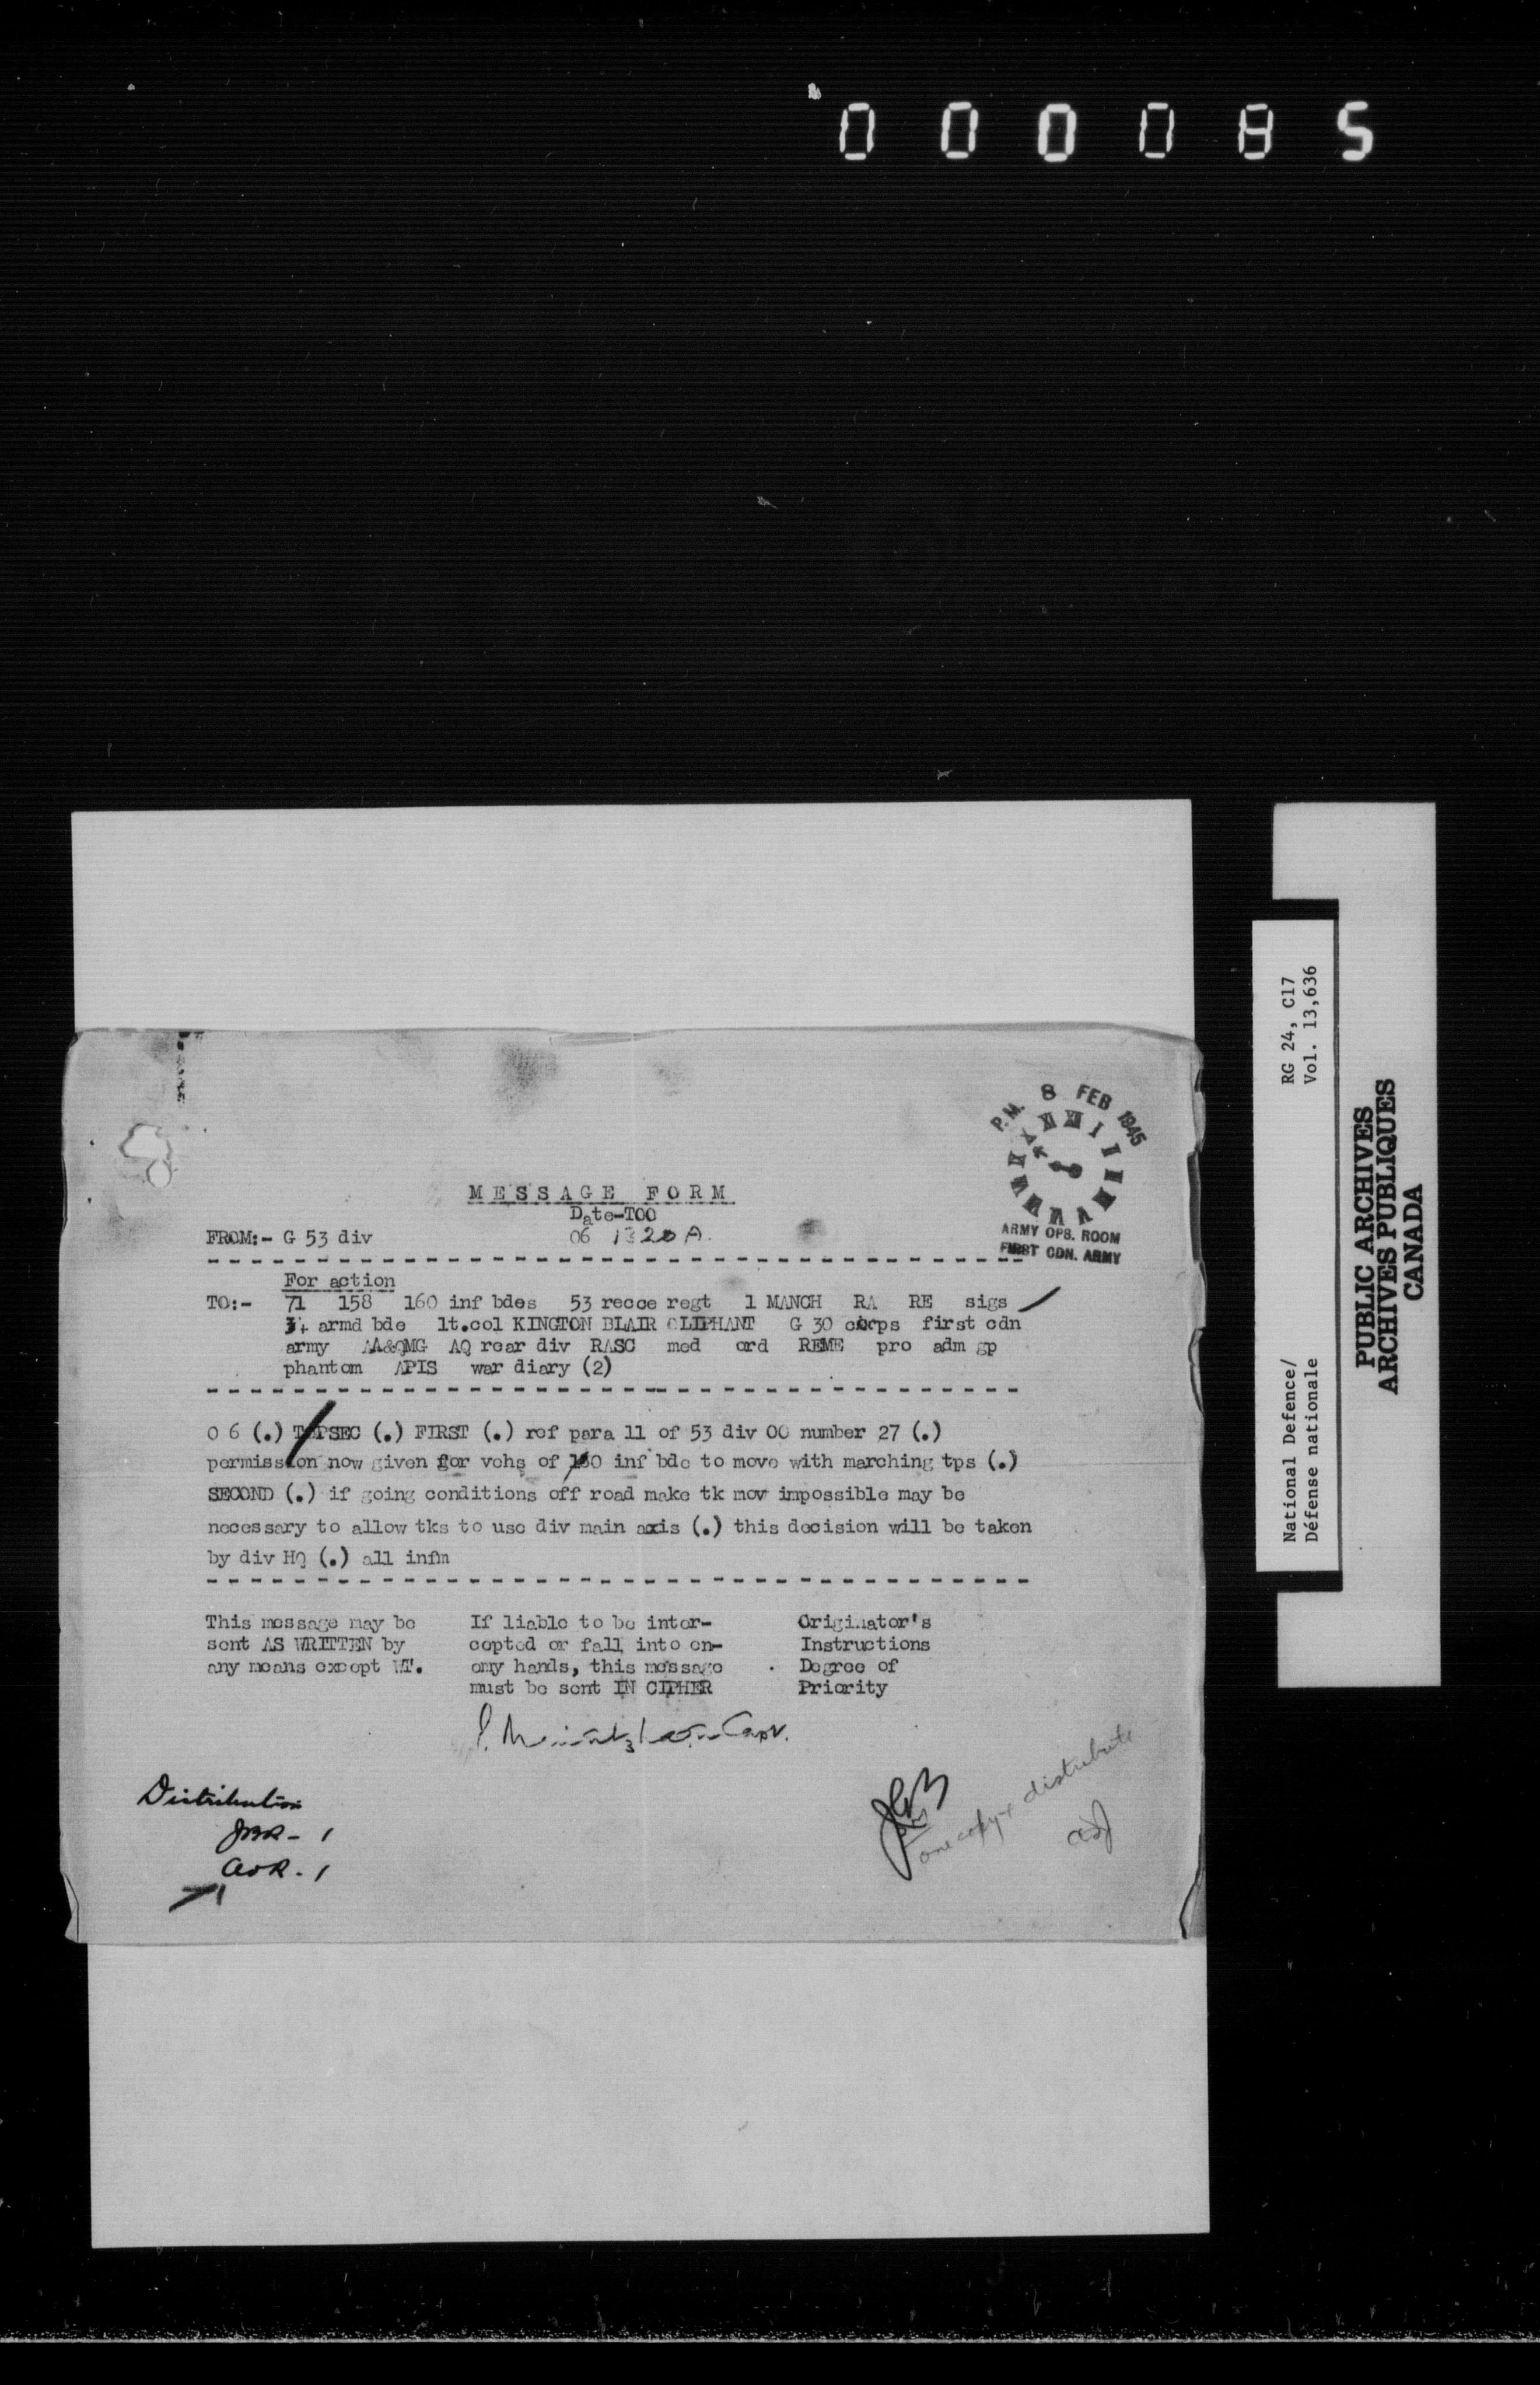 000085
P.M. 8 FEB 1945
ARMY OPS. ROOM
FIRST CDN. ARMY
MESSAGE FORM
Date-TOO
FROM:- G 53 div 06 1320 A.
For action
TO:- 71 158 160 inf bdes 53 recce regt 1 MANCH RA RE sigs
34 armd bde lt.col KINGTON BLAIR OLIPHANT G 30 corps first cdn
army AA&QMG AQ rear div RASC med ord REME pro adm gp
phantom APIS war diary (2)
O 6 (.) TOPSEC (.) FIRST (.) ref para 11 of 53 div OO number 27 (.)
permission now given for vehs of 160 inf bde to move with marching tps (.)
SECOND (.) if going conditions off road make tk mov impossible may be
necessary to allow tks to use div main axis (.) this decision will be taken
by div HQ (.) all infm
This message may be
sent AS WRITTEN by
any means except WT.
If liable to be inter-
cepted or fall into en-
emy hands, this message
must be sent IN CIPHER
Originator's
Instructions
Degree of
Priority
Capt.
Distribution
AOR - 1
one copy + distribute
National Defence/
Défense nationale
RG 24, C17
Vol. 13,636
PUBLIC ARCHIVES
ARCHIVES PUBLIQUES
CANADA